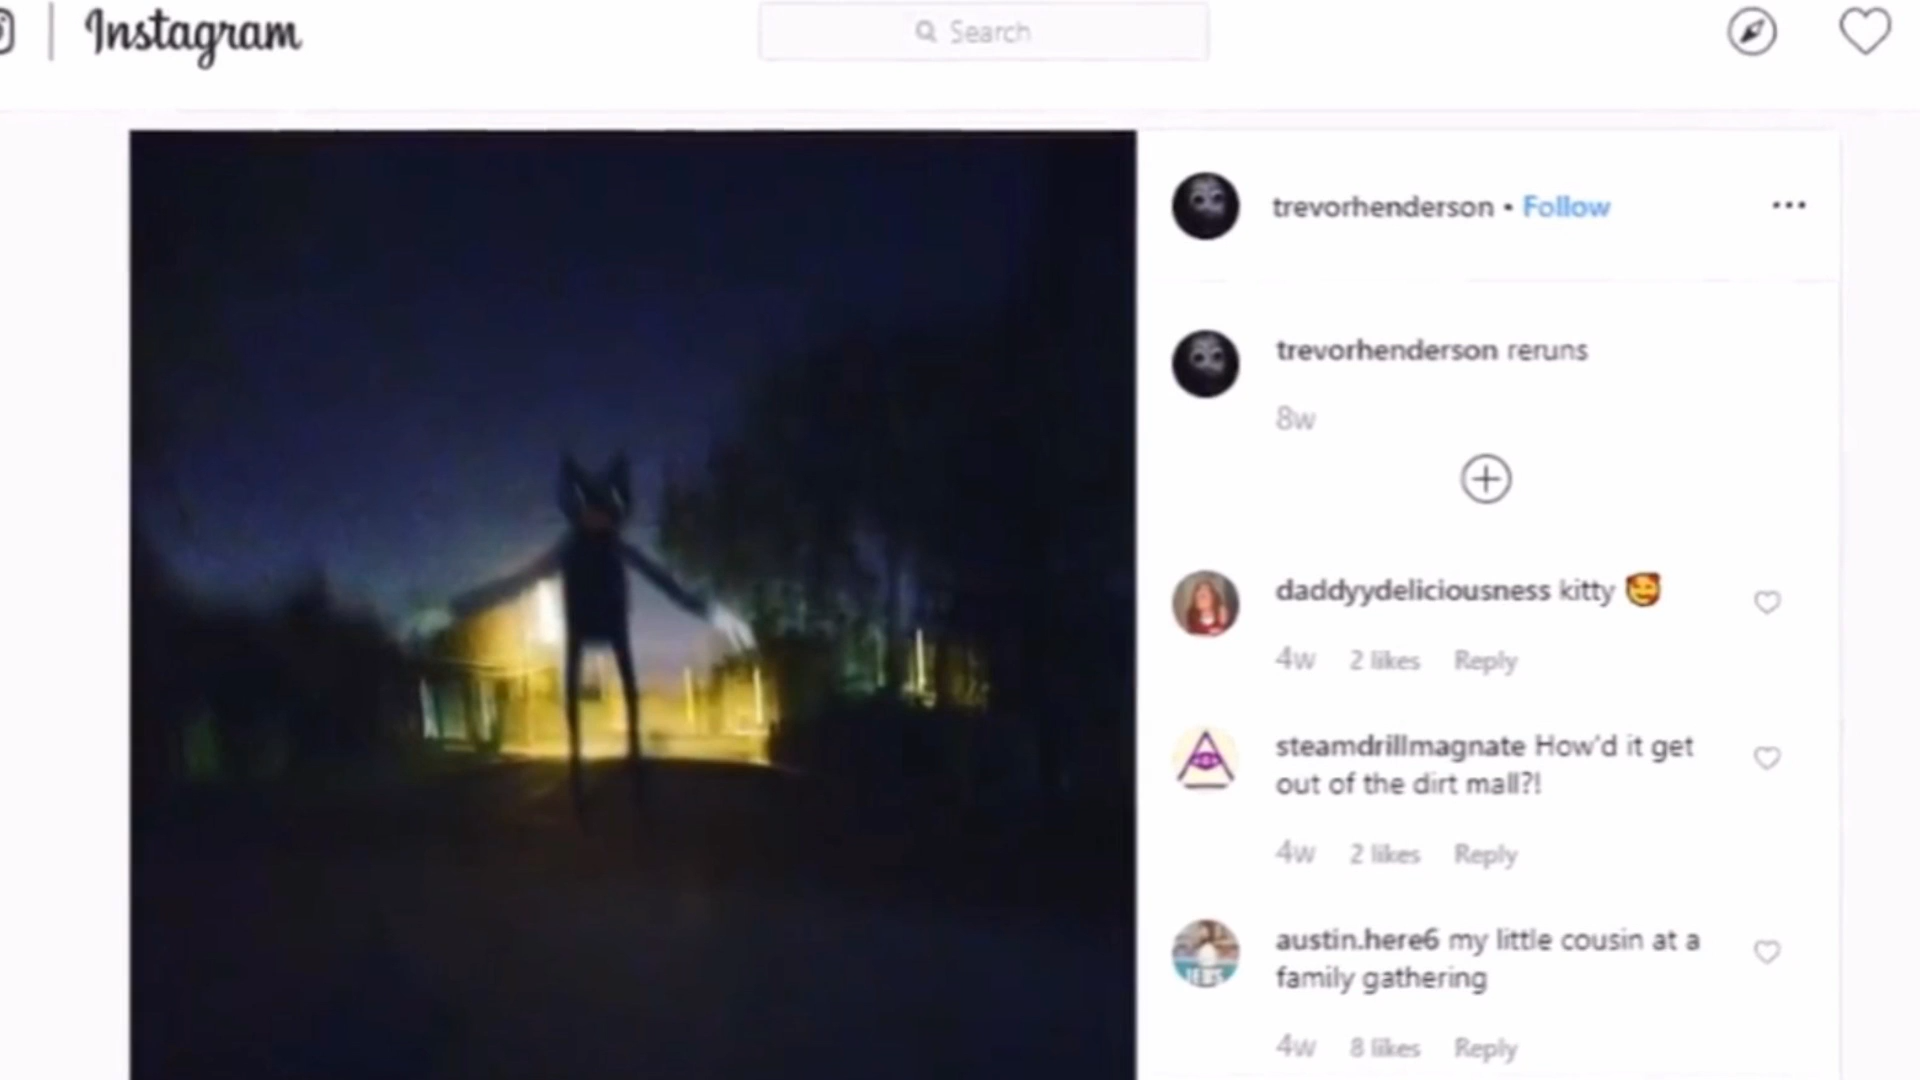 Instagram
Search
trevorhenderson • Follow
trevorhenderson reruns
8w
daddyydeliciousness kitty 🥰
4w 2 likes Reply
steamdrillmagnate How'd it get
out of the dirt mall?!
4w 2 likes Reply
austin.here6 my little cousin at a
family gathering
4w 8 likes Reply